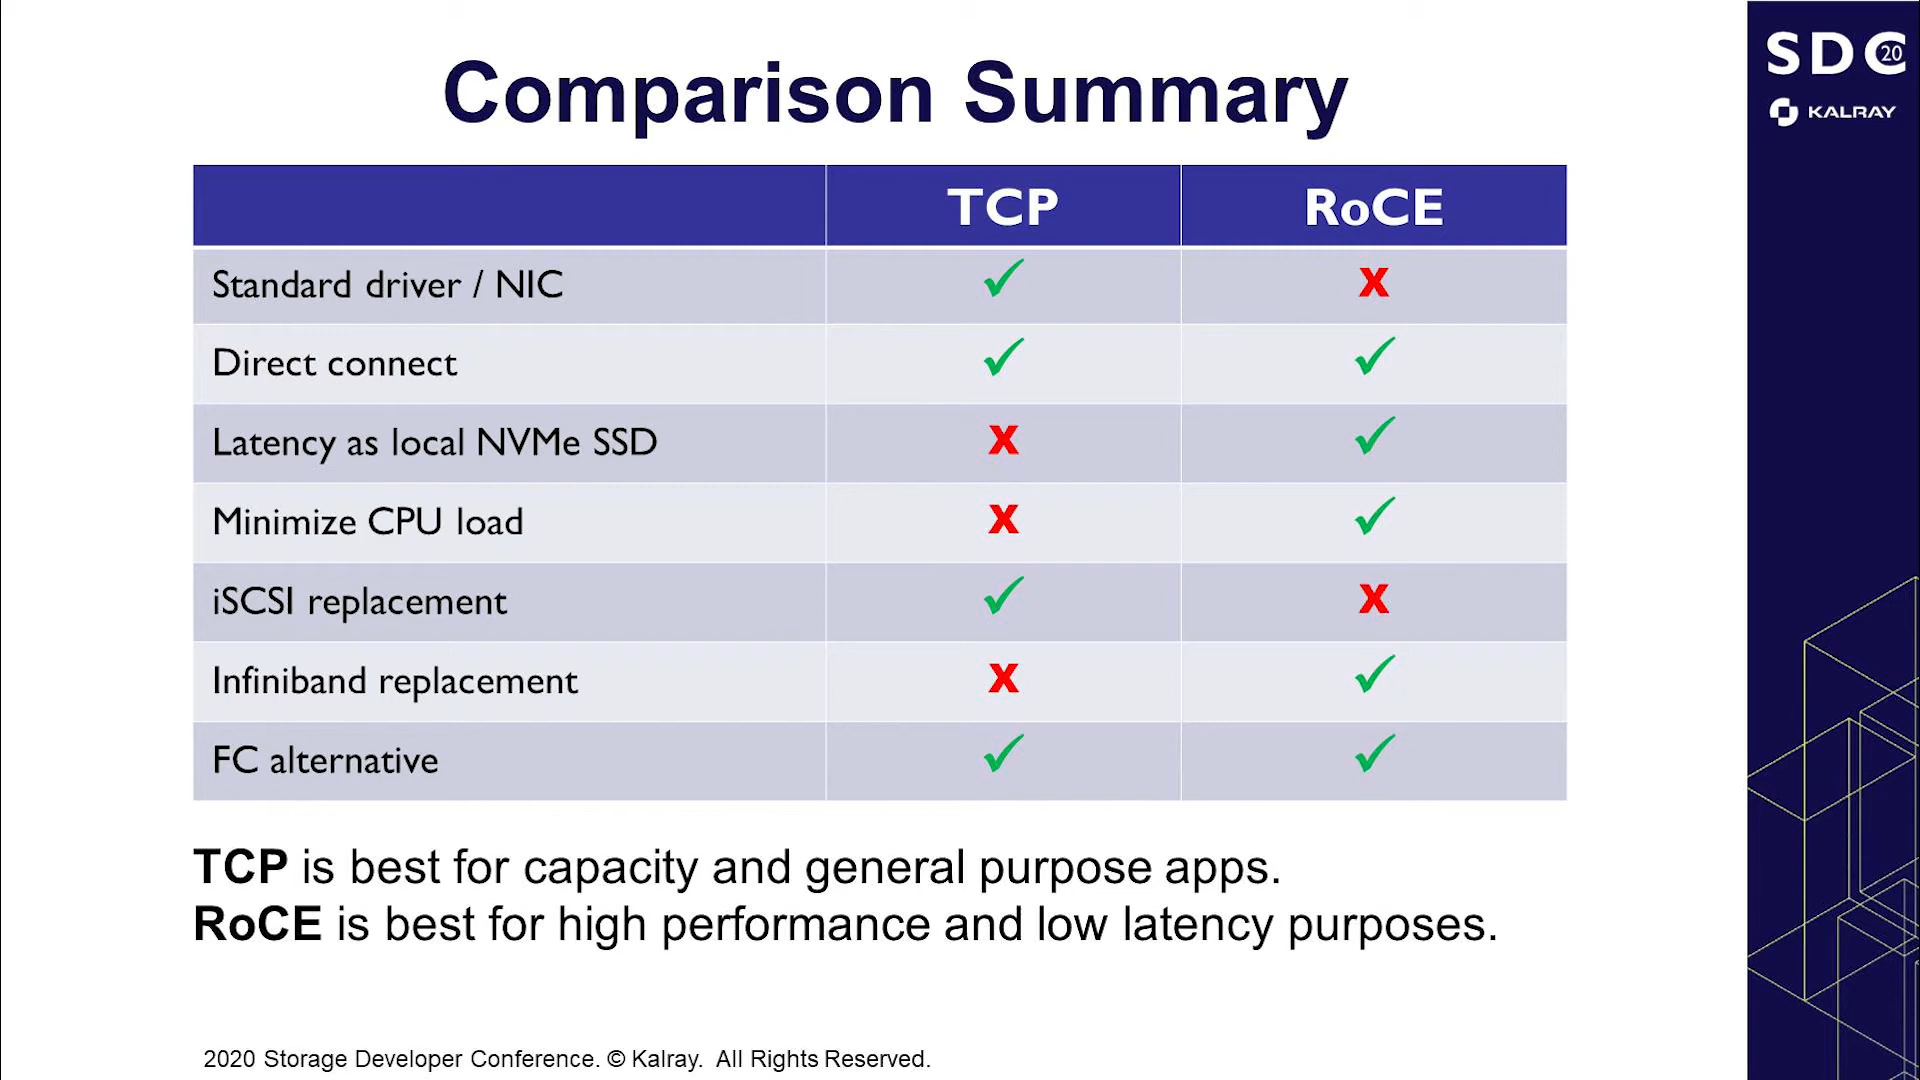 Comparison Summary
SDC 20
KALRAY
TCP RoCE
Standard driver / NIC ✓ X
Direct connect ✓ ✓
Latency as local NVMe SSD X ✓
Minimize CPU load X ✓
iSCSI replacement ✓ X
Infiniband replacement X ✓
FC alternative ✓ ✓
TCP is best for capacity and general purpose apps.
RoCE is best for high performance and low latency purposes.
2020 Storage Developer Conference. © Kalray. All Rights Reserved.